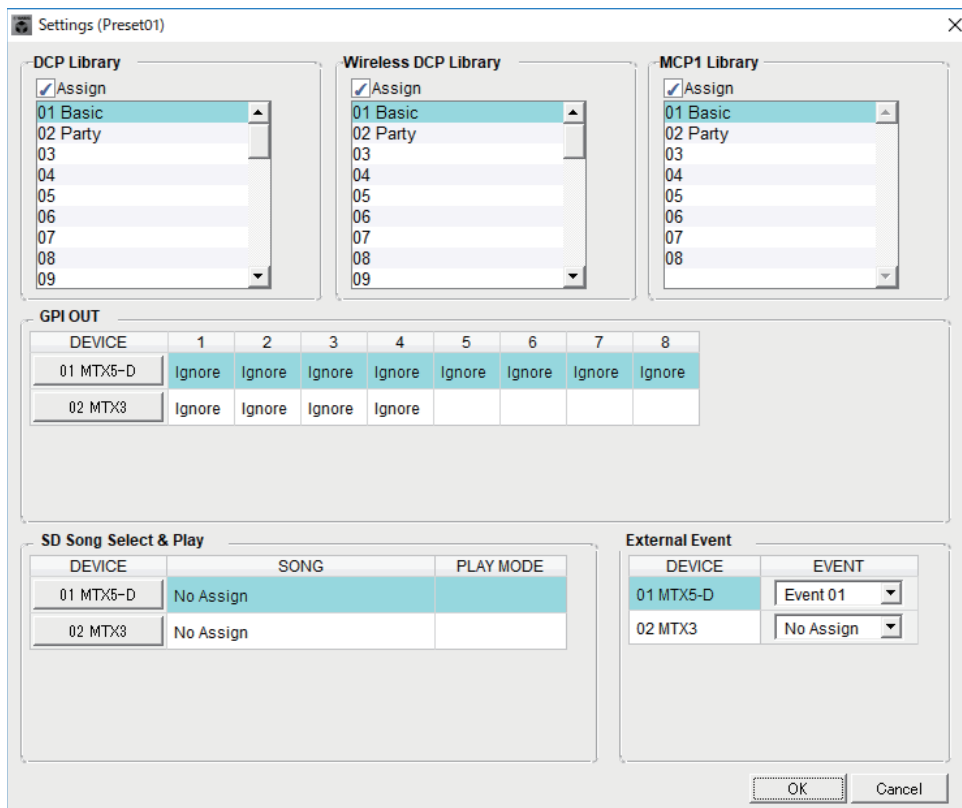 Settings (Preset01)
DCP Library
Wireless DCP Library
MCP1 Library
Assign
Assign
Assign
01 Basic
02 Party
03
04
05
06
07
08
09
01 Basic
02 Party
03
04
05
06
07
08
09
01 Basic
02 Party
03
04
05
06
07
08
GPI OUT
DEVICE 1 2 3 4 5 6 7 8
01 MTX5-D Ignore Ignore Ignore Ignore Ignore Ignore Ignore Ignore
02 MTX3 Ignore Ignore Ignore Ignore
SD Song Select & Play
DEVICE SONG PLAY MODE
01 MTX5-D No Assign
02 MTX3 No Assign
External Event
DEVICE EVENT
01 MTX5-D Event 01
02 MTX3 No Assign
OK Cancel